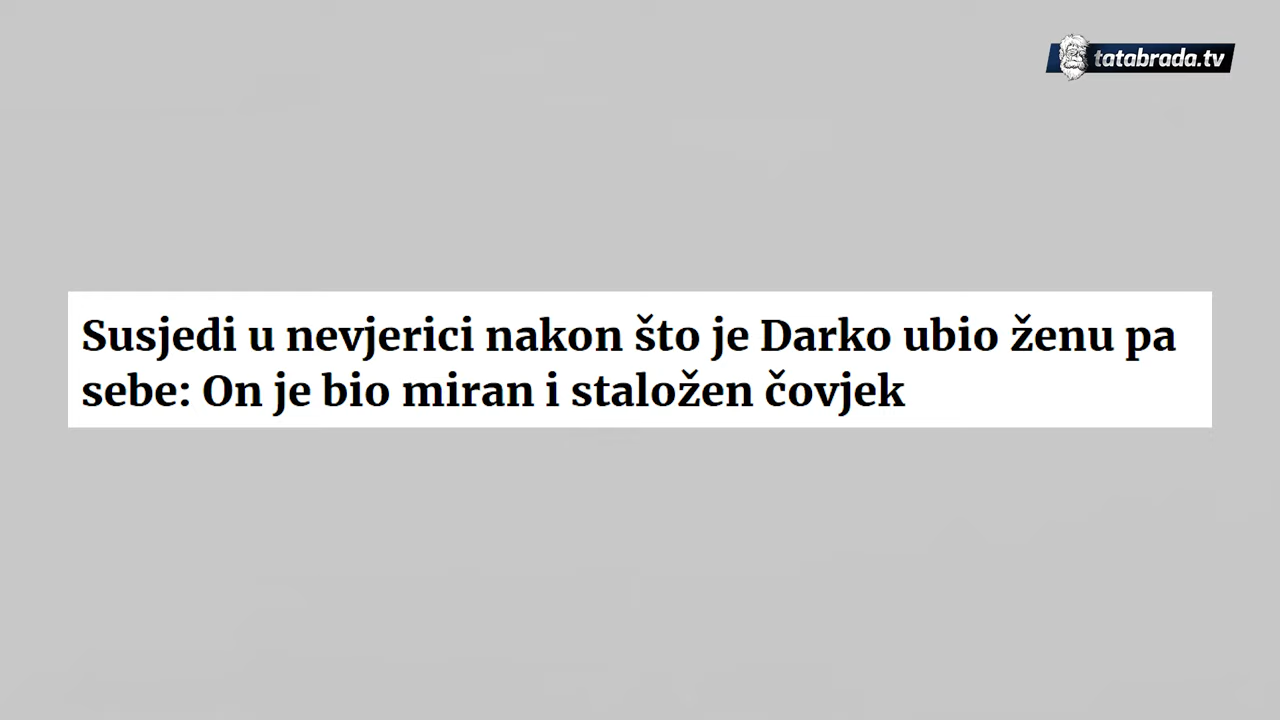 tatabrada.tv
Susjedi u nevjerici nakon što je Darko ubio ženu pa
sebe: On je bio miran i staložen čovjek